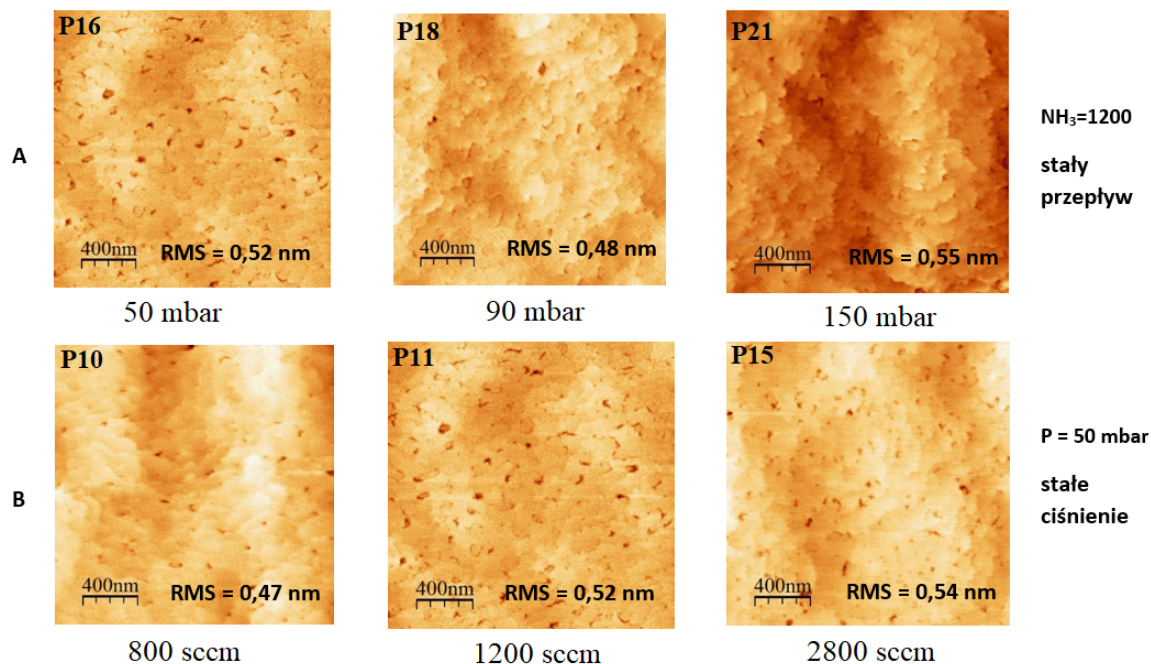 P16
P18
P21
A
NH₃=1200
stały
przepływ
400nm
RMS = 0,52 nm
400nm
RMS = 0,48 nm
400nm
RMS = 0,55 nm
50 mbar
90 mbar
150 mbar
P10
P11
P15
B
P = 50 mbar
stałe
ciśnienie
400nm
RMS = 0,47 nm
400nm
RMS = 0,52 nm
400nm
RMS = 0,54 nm
800 sccm
1200 sccm
2800 sccm